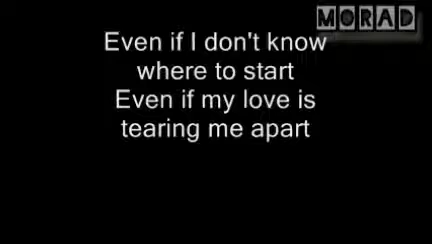 MORAD
Even if I don't know
where to start
Even if my love is
tearing me apart